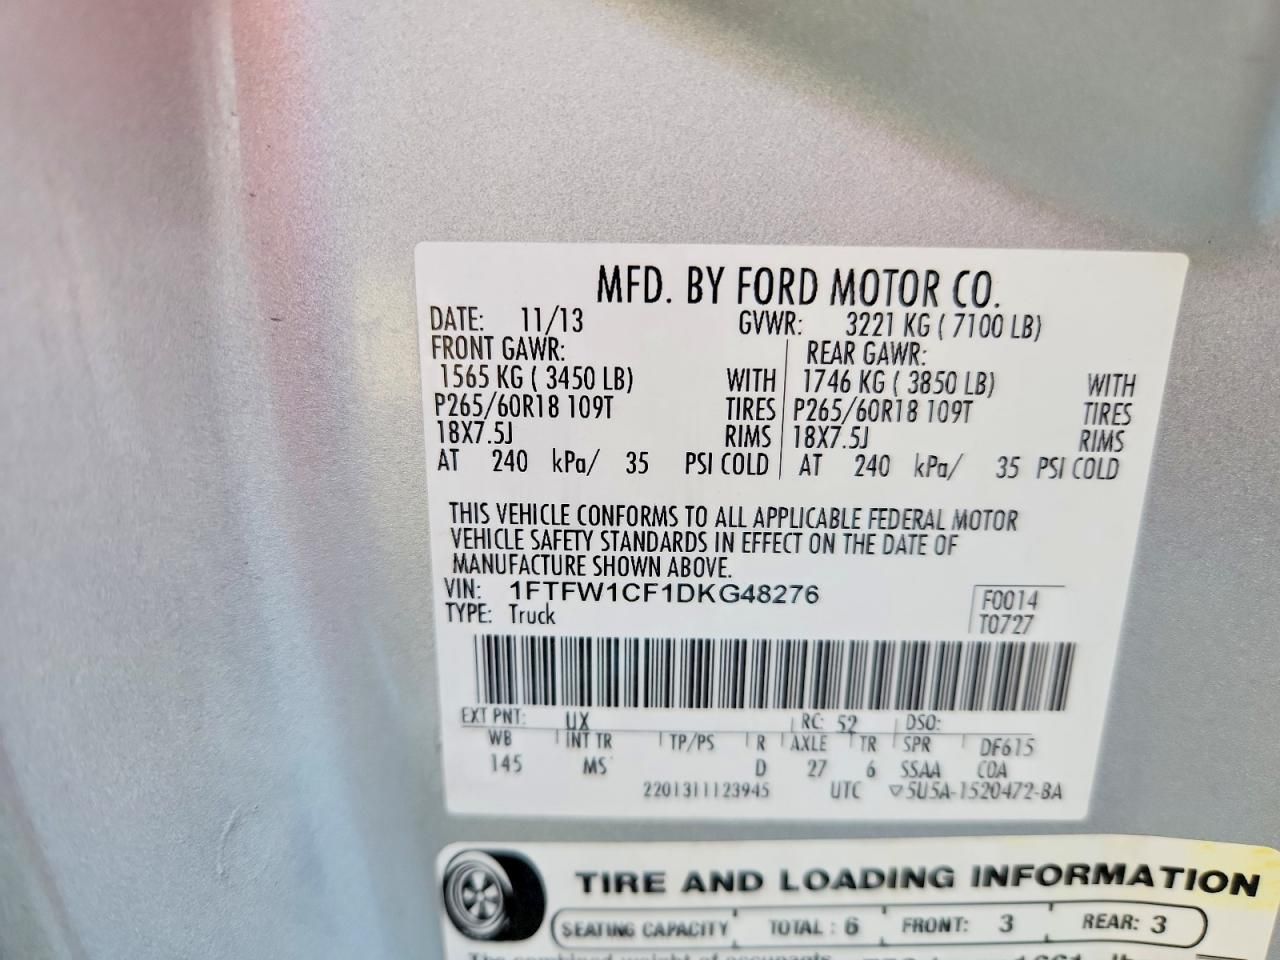 MFD. BY FORD MOTOR CO.
DATE: 11/13 GVWR: 3221 KG ( 7100 LB)
FRONT GAWR: REAR GAWR:
1565 KG ( 3450 LB) WITH 1746 KG ( 3850 LB) WITH
P265/60R18 109T TIRES P265/60R18 109T TIRES
18X7.5J RIMS 18X7.5J RIMS
AT 240 kPa/ 35 PSI COLD AT 240 kPa/ 35 PSI COLD
THIS VEHICLE CONFORMS TO ALL APPLICABLE FEDERAL MOTOR
VEHICLE SAFETY STANDARDS IN EFFECT ON THE DATE OF
MANUFACTURE SHOWN ABOVE.
VIN: 1FTFW1CF1DKG48276 F0014
TYPE: Truck T0727
EXT PNT: UX RC: 52 DSO:
WB INT TR TP/PS R AXLE TR SPR DF615
145 MS D 27 6 SSAA COA
2201311123945 UTC ▽5U5A-1520472-BA
TIRE AND LOADING INFORMATION
SEATING CAPACITY TOTAL : 6 FRONT: 3 REAR: 3
The combined weight of occupants